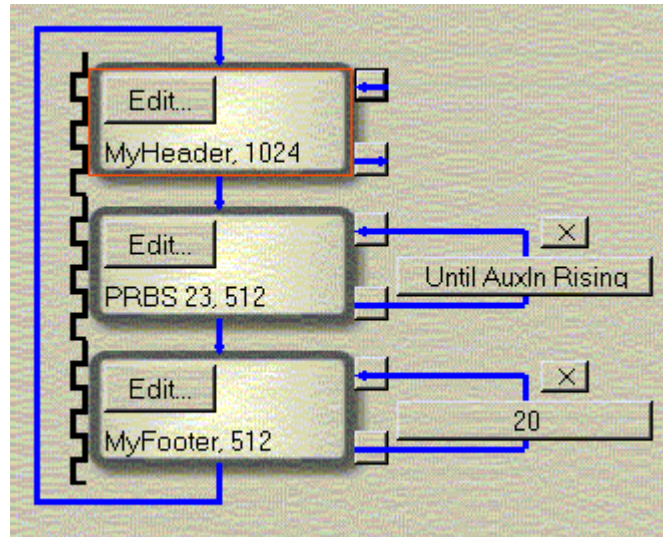 Edit...
MyHeader, 1024
Edit...
X
Until AuxIn Rising
PRBS 23, 512
Edit...
X
20
MyFooter, 512